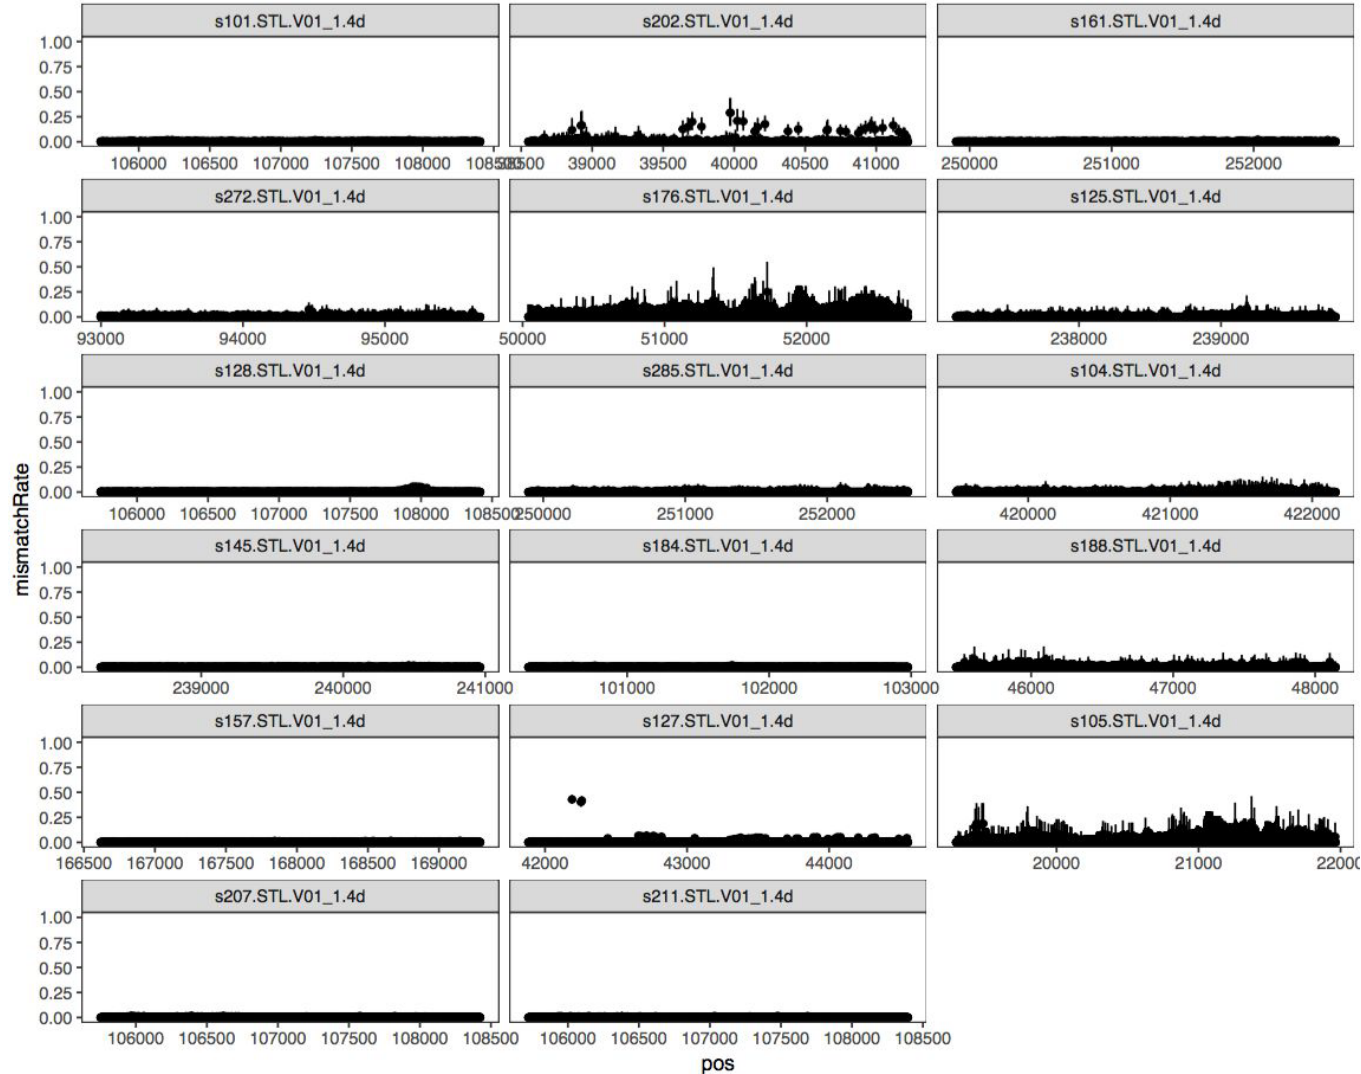 s101.STL.V01_1.4d s202.STL.V01_1.4d s161.STL.V01_1.4d
1.00
0.75
0.50
0.25
0.00
106000 106500 107000 107500 108000 108500 38500 39000 39500 40000 40500 41000 250000 251000 252000
s272.STL.V01_1.4d s176.STL.V01_1.4d s125.STL.V01_1.4d
1.00
0.75
0.50
0.25
0.00
93000 94000 95000 50000 51000 52000 238000 239000
s128.STL.V01_1.4d s285.STL.V01_1.4d s104.STL.V01_1.4d
1.00
0.75
0.50
0.25
0.00
106000 106500 107000 107500 108000 108500 250000 251000 252000 420000 421000 422000
mismatchRate
s145.STL.V01_1.4d s184.STL.V01_1.4d s188.STL.V01_1.4d
1.00
0.75
0.50
0.25
0.00
239000 240000 241000 101000 102000 103000 46000 47000 48000
s157.STL.V01_1.4d s127.STL.V01_1.4d s105.STL.V01_1.4d
1.00
0.75
0.50
0.25
0.00
166500 167000 167500 168000 168500 169000 42000 43000 44000 20000 21000 22000
s207.STL.V01_1.4d s211.STL.V01_1.4d
1.00
0.75
0.50
0.25
0.00
106000 106500 107000 107500 108000 108500 106000 106500 107000 107500 108000 108500
pos